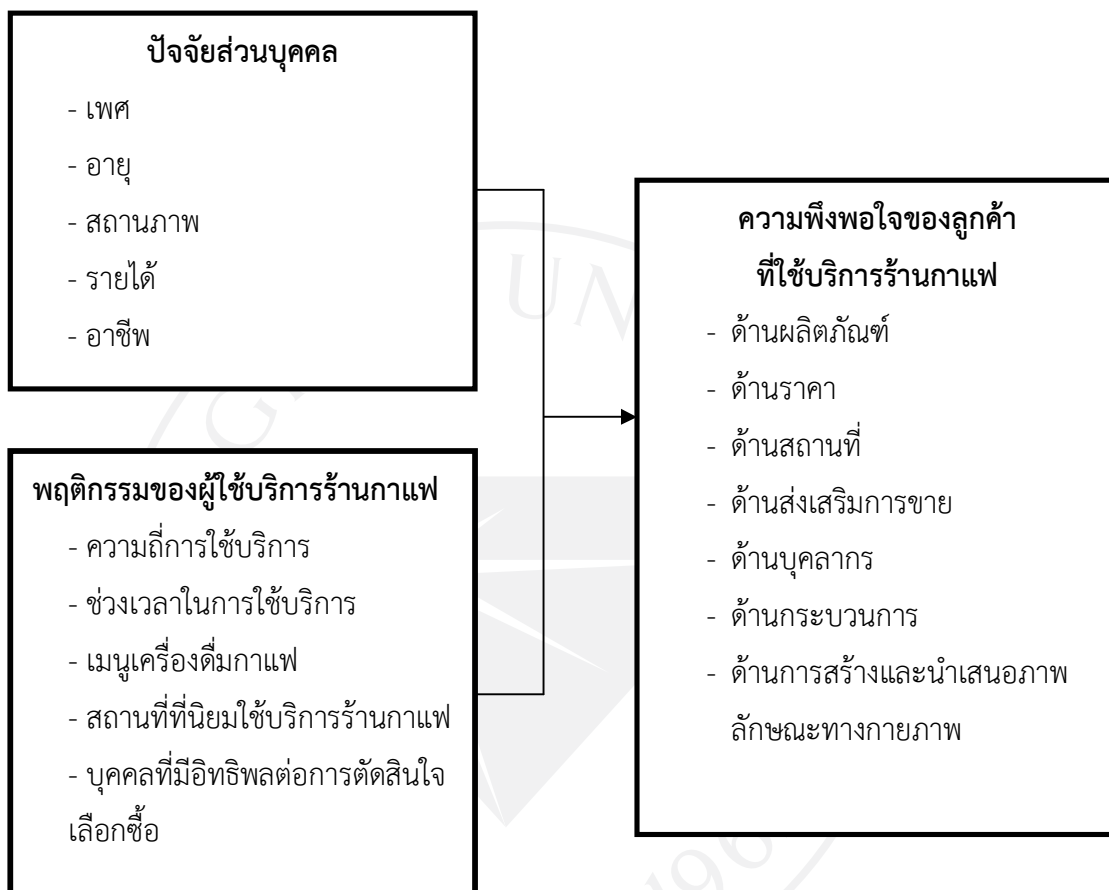 ปัจจัยส่วนบุคคล
- เพศ
- อายุ
- สถานภาพ
- รายได้
- อาชีพ
พฤติกรรมของผู้ใช้บริการร้านกาแฟ
- ความถี่การใช้บริการ
- ช่วงเวลาในการใช้บริการ
- เมนูเครื่องดื่มกาแฟ
- สถานที่ที่นิยมใช้บริการร้านกาแฟ
- บุคคลที่มีอิทธิพลต่อการตัดสินใจ
เลือกซื้อ
ความพึงพอใจของลูกค้า
ที่ใช้บริการร้านกาแฟ
- ด้านผลิตภัณฑ์
- ด้านราคา
- ด้านสถานที่
- ด้านส่งเสริมการขาย
- ด้านบุคลากร
- ด้านกระบวนการ
- ด้านการสร้างและนำเสนอภาพ
ลักษณะทางกายภาพ